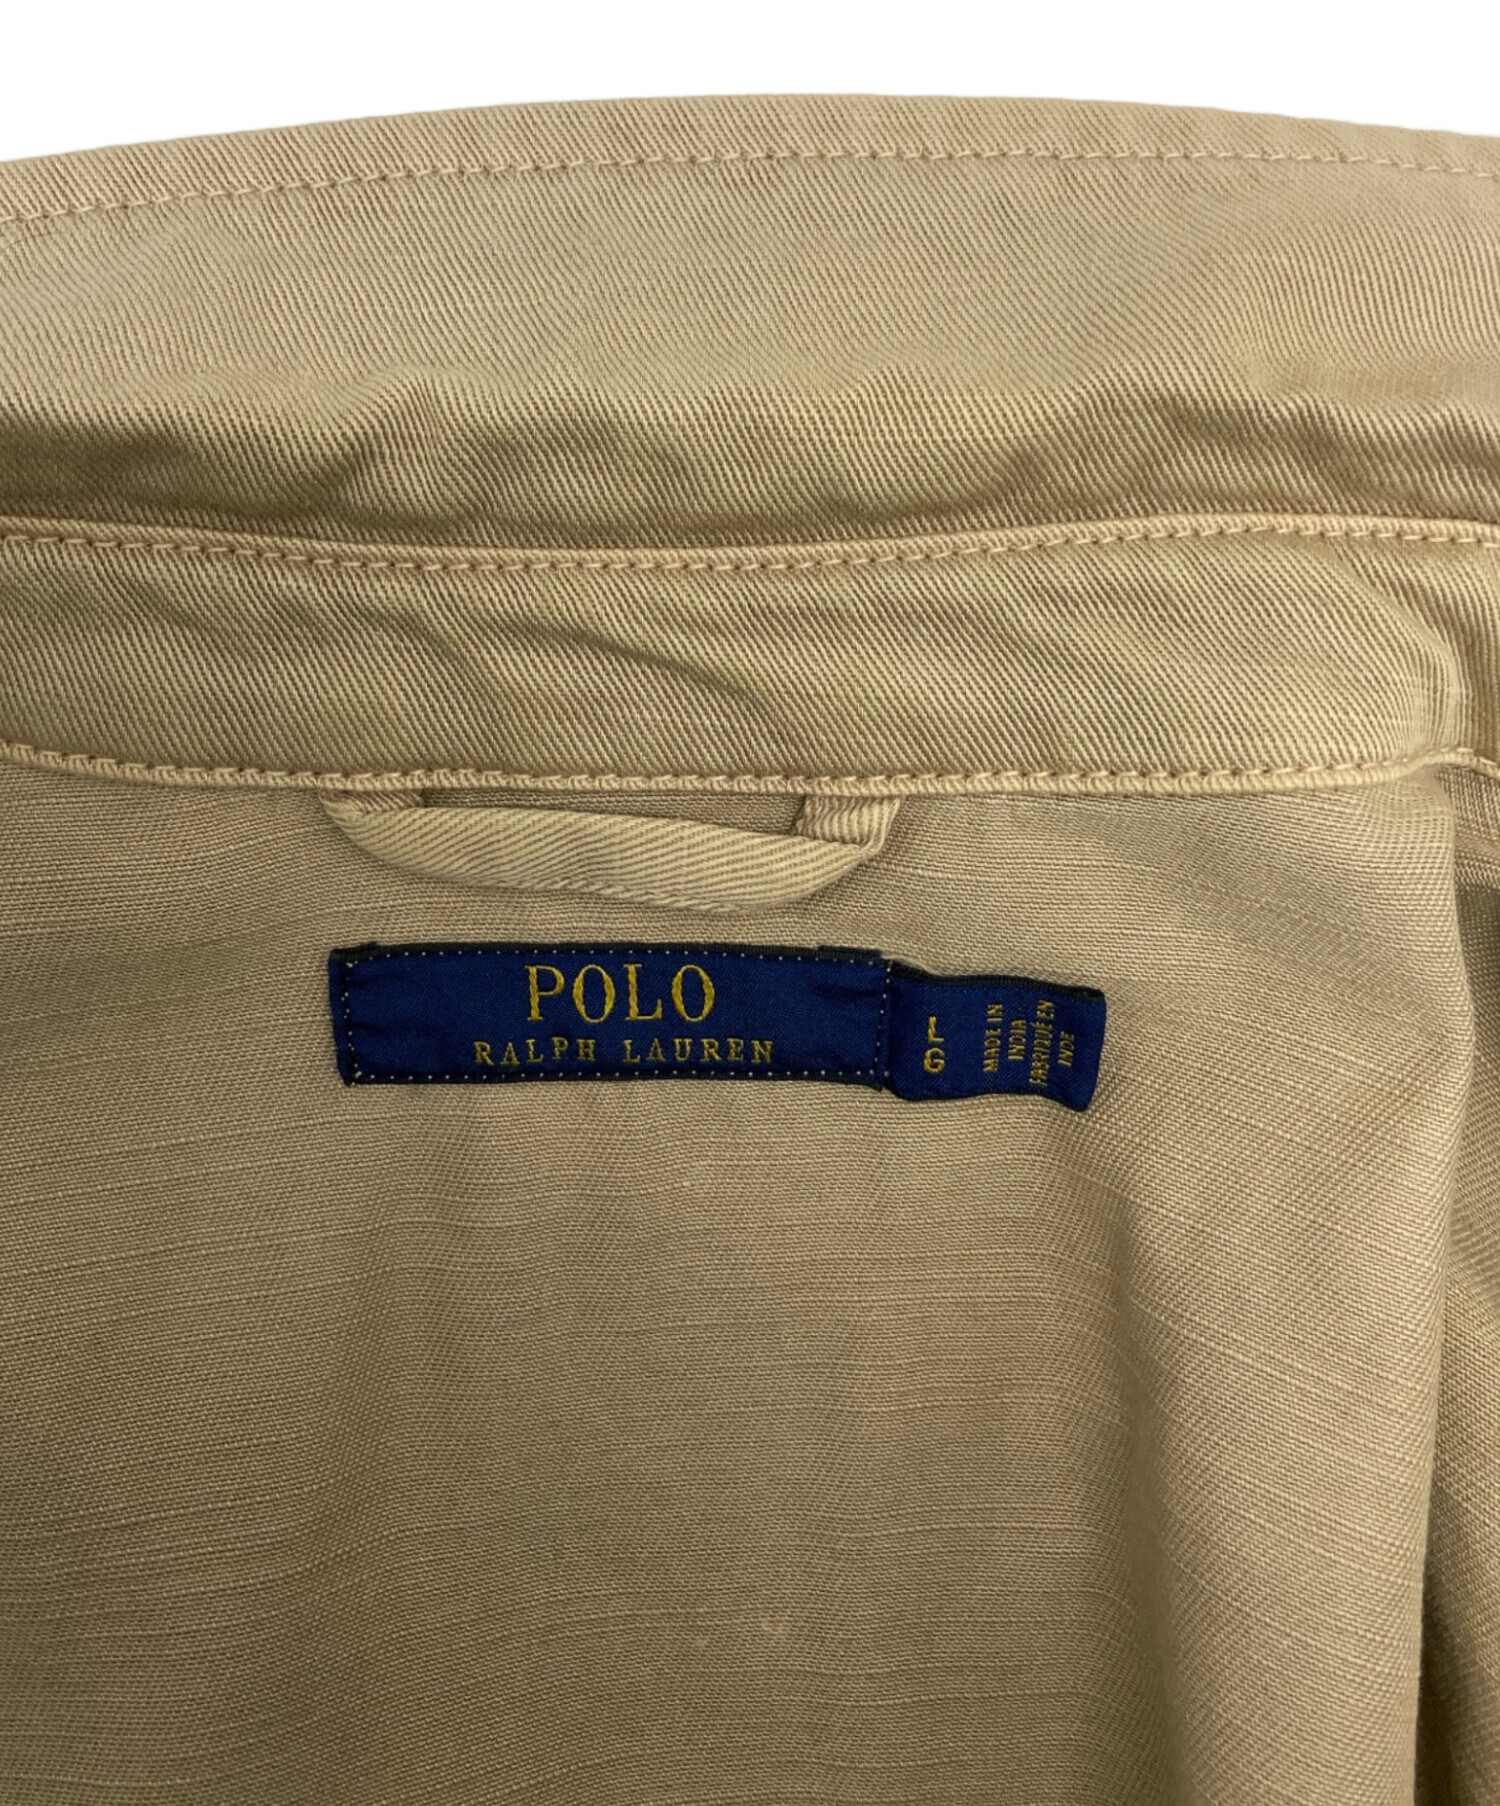 POLO
RALPH LAUREN
L
G
MADE IN
INDIA
FABRIQUÉ EN
INDE